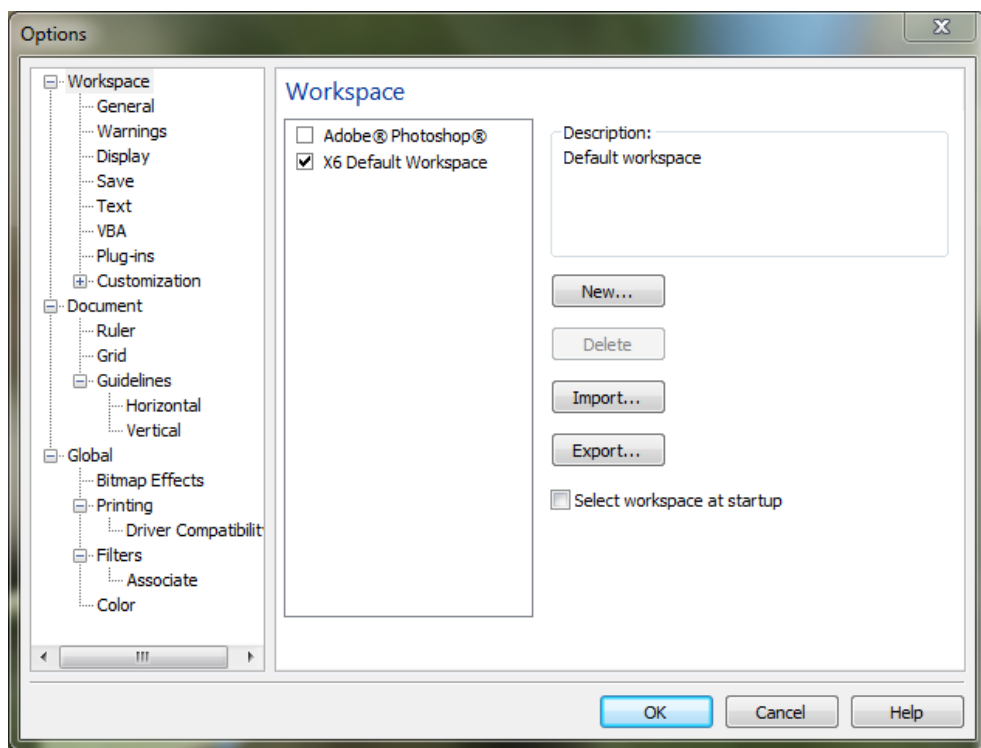 Options
Workspace
General
Warnings
Display
Save
Text
VBA
Plug-ins
Customization
Document
Ruler
Grid
Guidelines
Horizontal
Vertical
Global
Bitmap Effects
Printing
Driver Compatibilit
Filters
Associate
Color
Workspace
Adobe® Photoshop®
X6 Default Workspace
Description:
Default workspace
New...
Delete
Import...
Export...
Select workspace at startup
OK Cancel Help